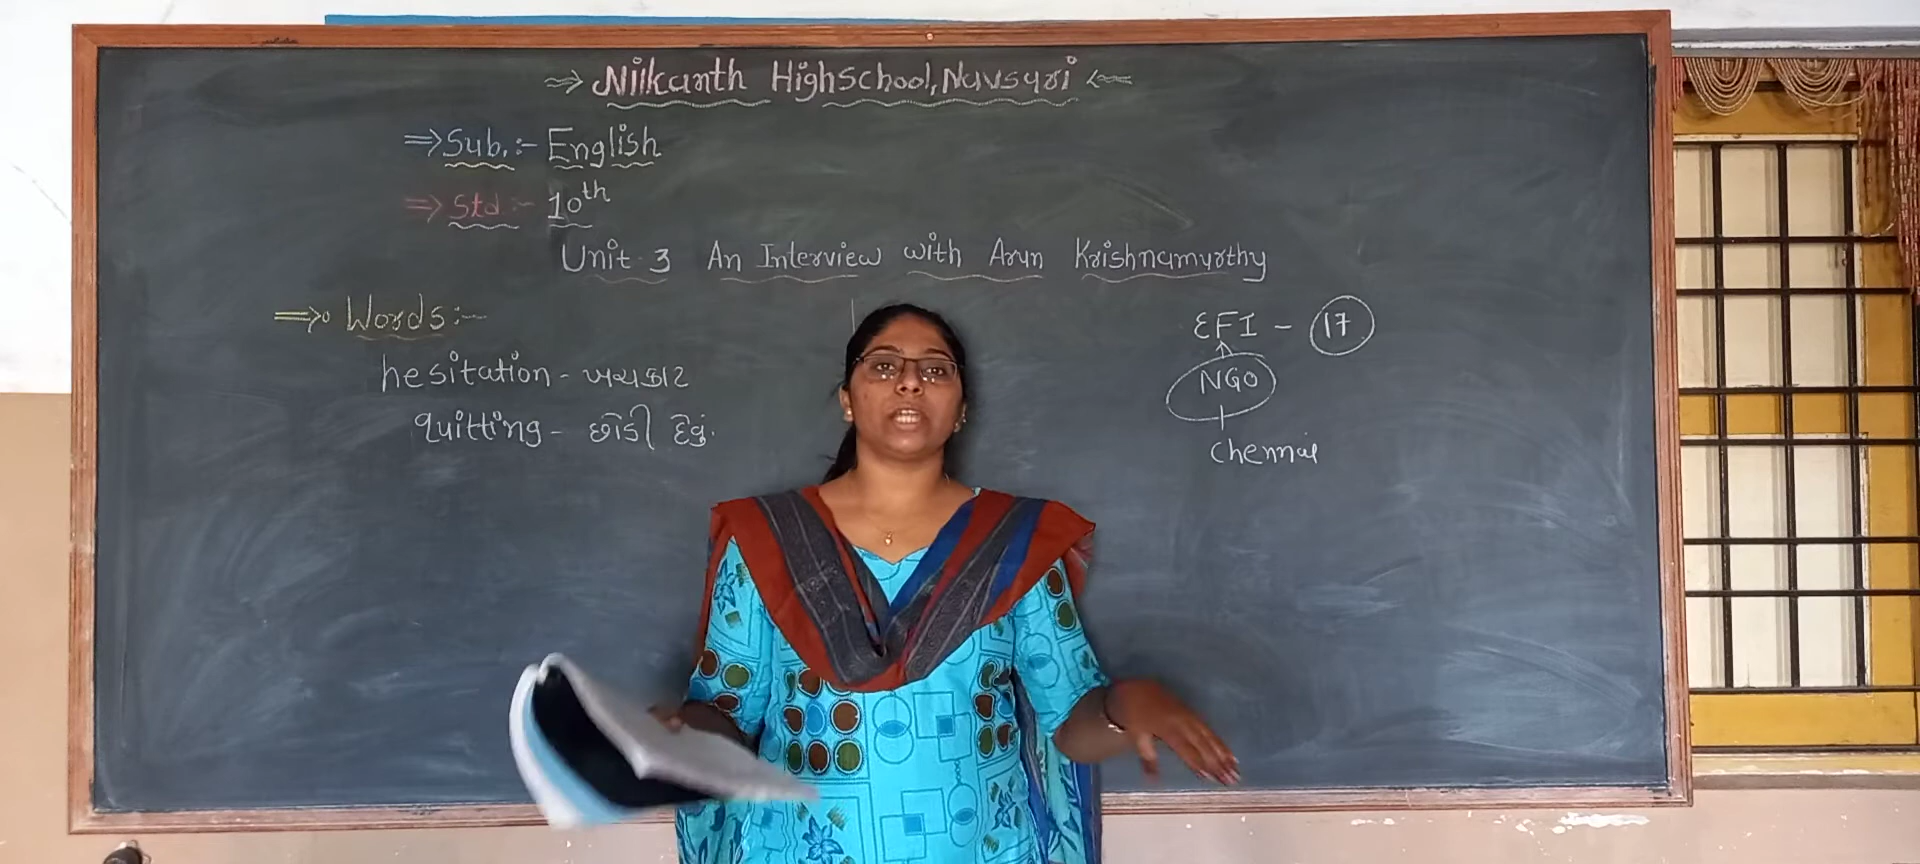 ⇒ Nilkanth HighSchool, Navsari ⇐
⇒ Sub. :- English
⇒ Std :- 10th
Unit 3 An Interview with Arun Krishnamurthy
⇒ Words :-
hesitation - ખચકાટ
quitting - છોડી દેવું.
EFI - 17
NGO
Chennai